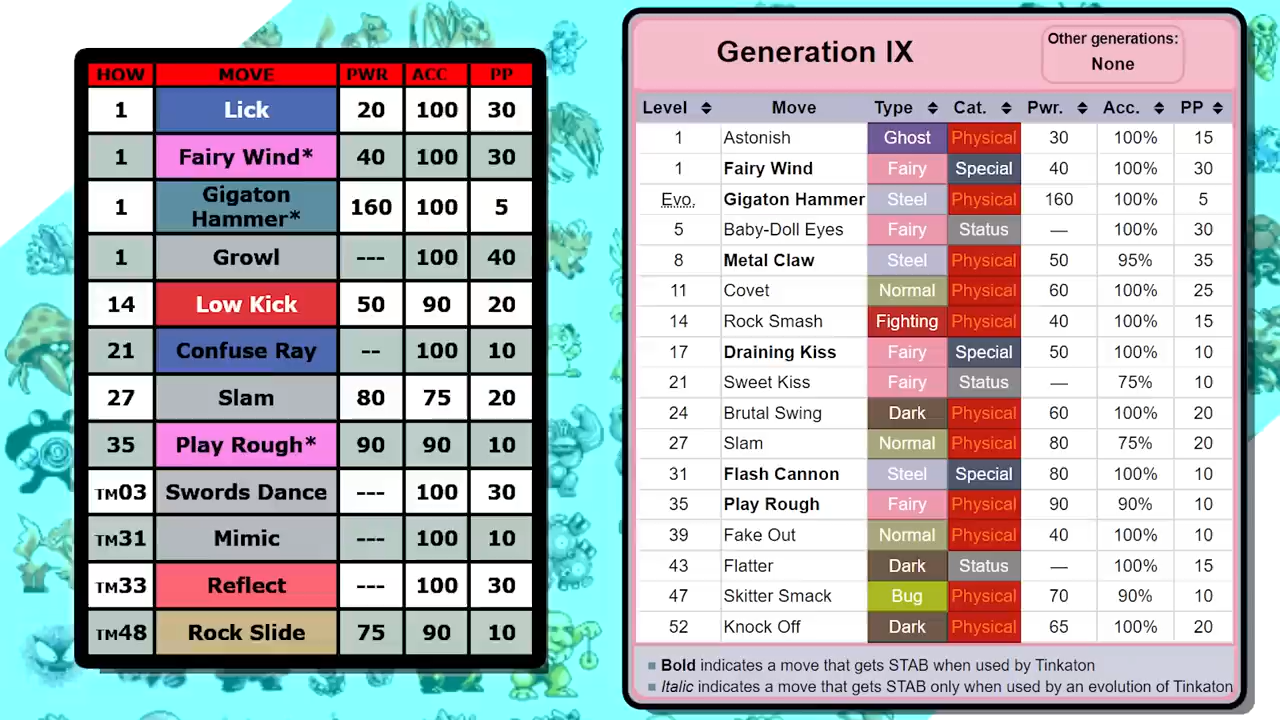 HOW MOVE PWR ACC PP
1 Lick 20 100 30
1 Fairy Wind* 40 100 30
1 Gigaton Hammer* 160 100 5
1 Growl --- 100 40
14 Low Kick 50 90 20
21 Confuse Ray -- 100 10
27 Slam 80 75 20
35 Play Rough* 90 90 10
TM03 Swords Dance --- 100 30
TM31 Mimic --- 100 10
TM33 Reflect --- 100 30
TM48 Rock Slide 75 90 10
Generation IX
Other generations:
None
Level Move Type Cat. Pwr. Acc. PP
1 Astonish Ghost Physical 30 100% 15
1 Fairy Wind Fairy Special 40 100% 30
Evo. Gigaton Hammer Steel Physical 160 100% 5
5 Baby-Doll Eyes Fairy Status — 100% 30
8 Metal Claw Steel Physical 50 95% 35
11 Covet Normal Physical 60 100% 25
14 Rock Smash Fighting Physical 40 100% 15
17 Draining Kiss Fairy Special 50 100% 10
21 Sweet Kiss Fairy Status — 75% 10
24 Brutal Swing Dark Physical 60 100% 20
27 Slam Normal Physical 80 75% 20
31 Flash Cannon Steel Special 80 100% 10
35 Play Rough Fairy Physical 90 90% 10
39 Fake Out Normal Physical 40 100% 10
43 Flatter Dark Status — 100% 15
47 Skitter Smack Bug Physical 70 90% 10
52 Knock Off Dark Physical 65 100% 20
Bold indicates a move that gets STAB when used by Tinkaton
Italic indicates a move that gets STAB only when used by an evolution of Tinkaton